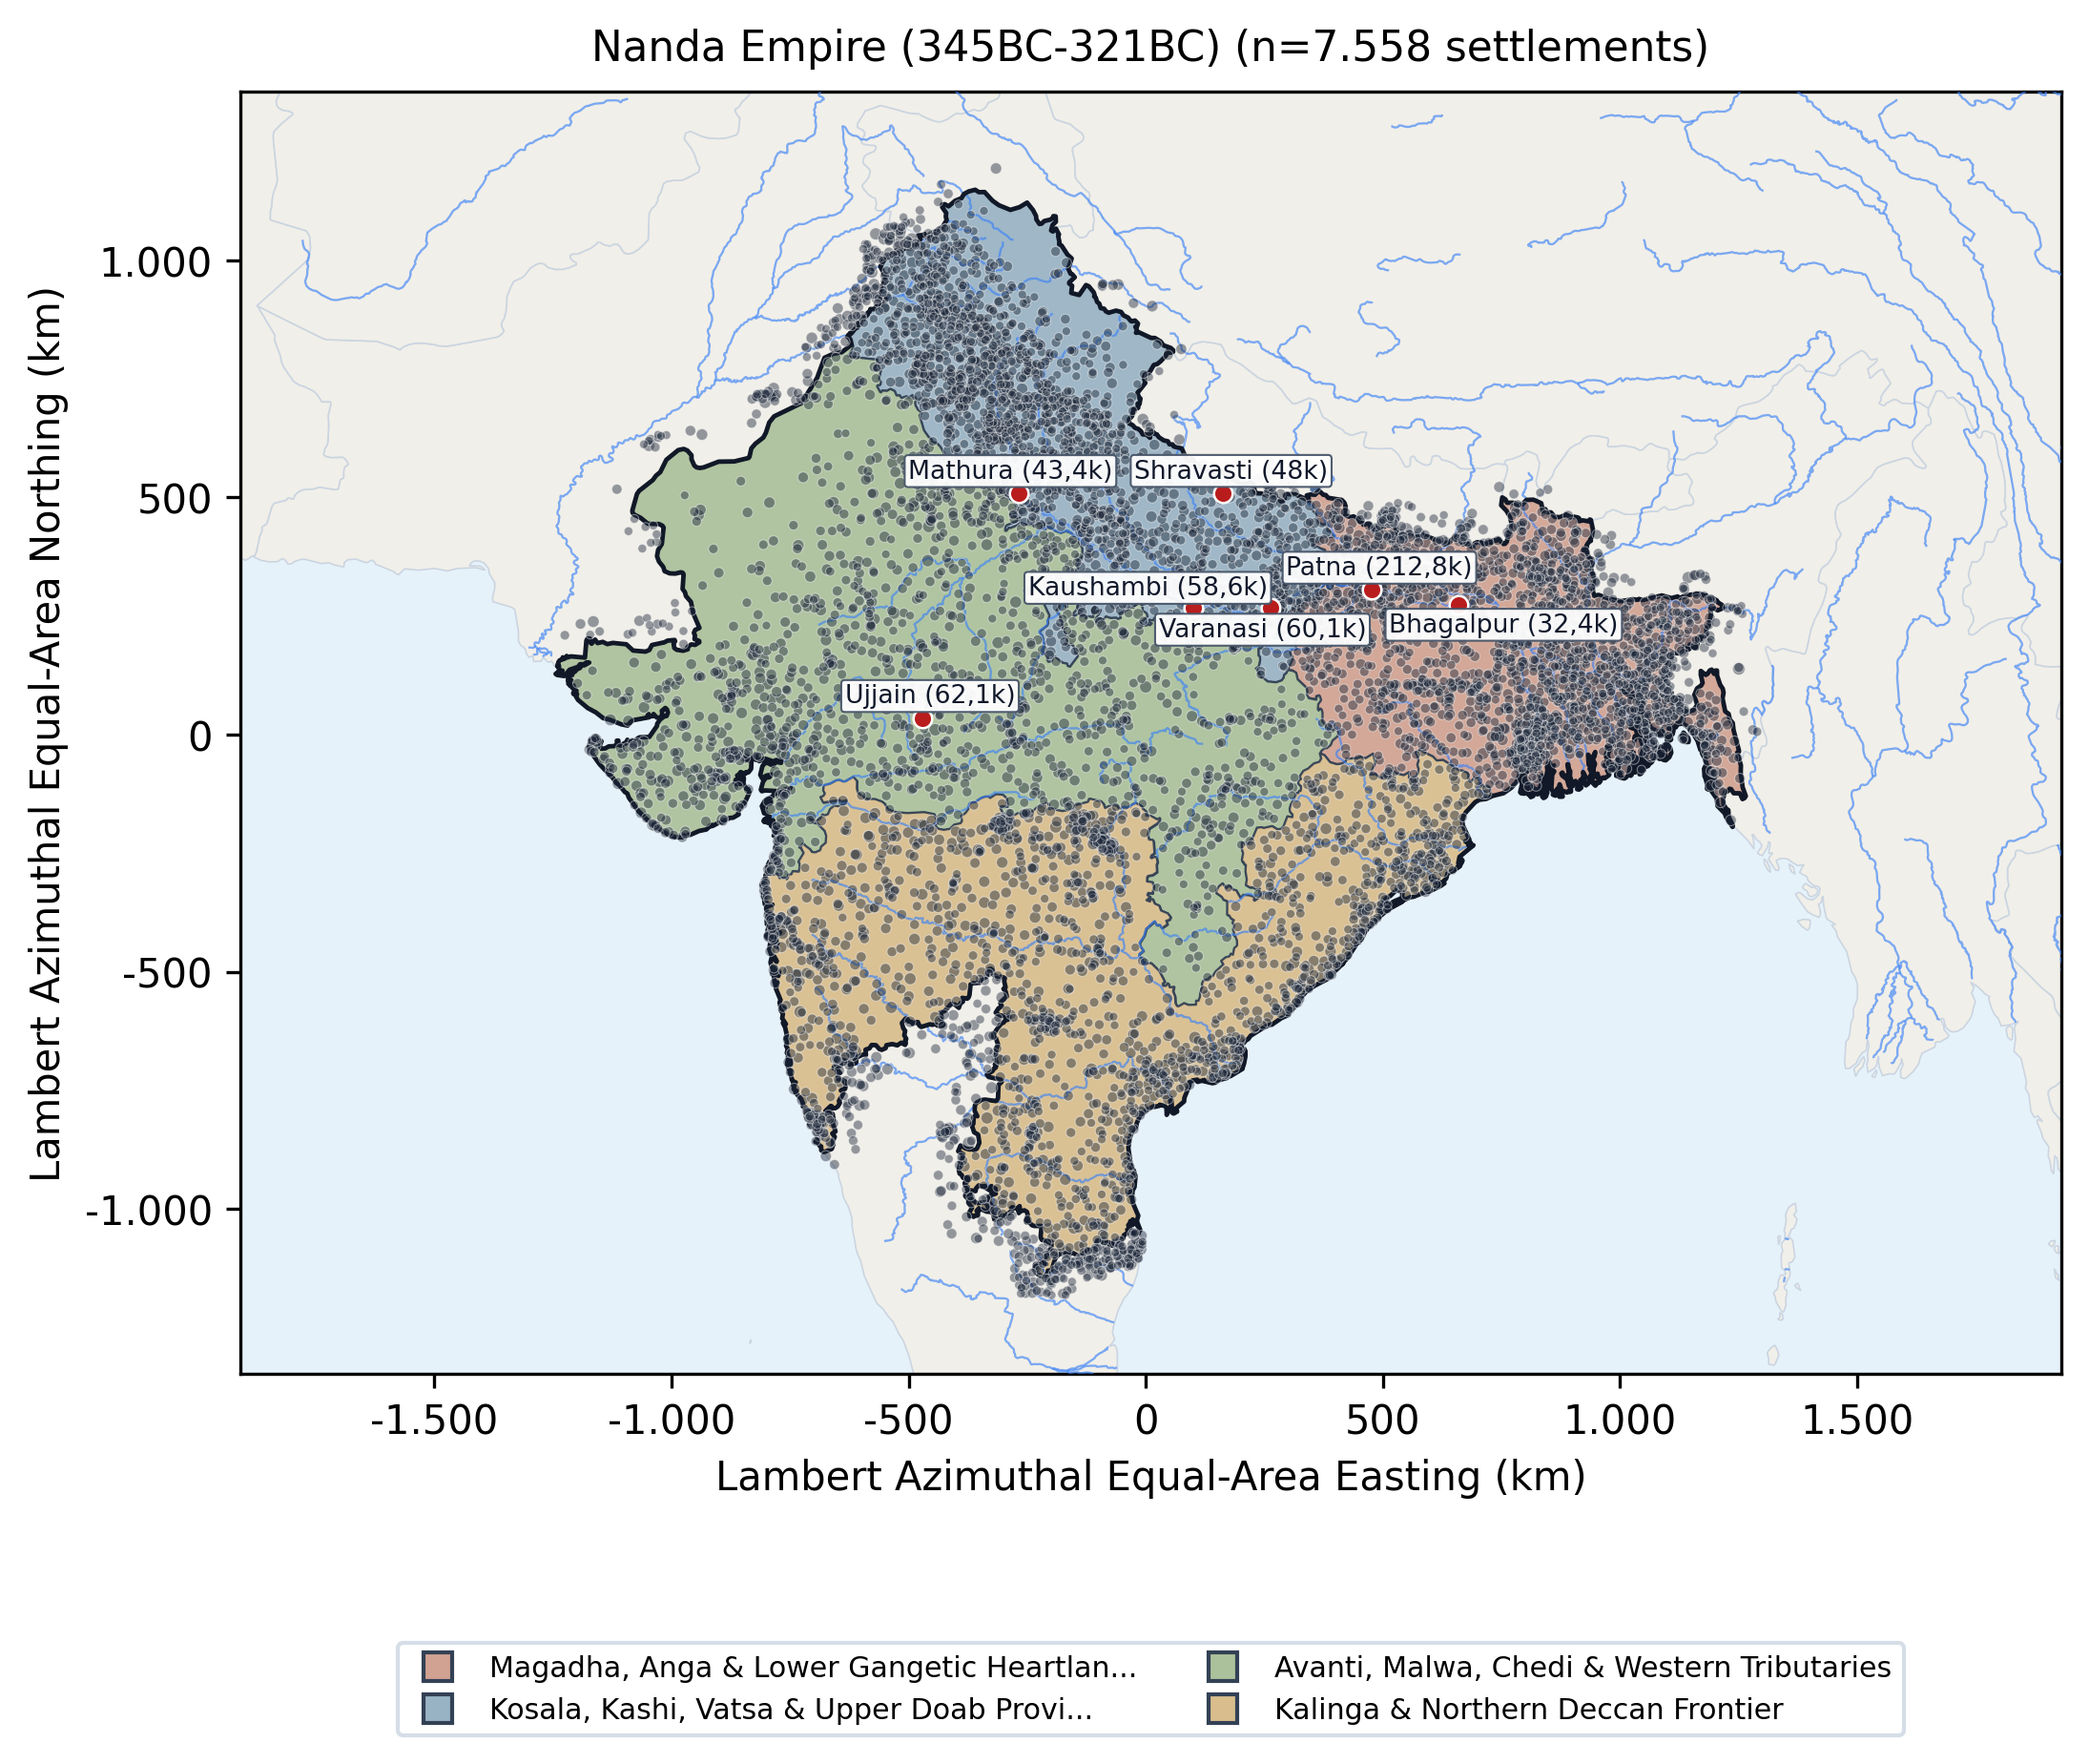 Nanda Empire (345BC-321BC) (n=7.558 settlements)
Lambert Azimuthal Equal-Area Northing (km)
1.000
500
0
-500
-1.000
Mathura (43,4k)
Shravasti (48k)
Patna (212,8k)
Kaushambi (58,6k)
Varanasi (60,1k)
Bhagalpur (32,4k)
Ujjain (62,1k)
-1.500
-1.000
-500
0
500
1.000
1.500
Lambert Azimuthal Equal-Area Easting (km)
Magadha, Anga & Lower Gangetic Heartlan...
Kosala, Kashi, Vatsa & Upper Doab Provi...
Avanti, Malwa, Chedi & Western Tributaries
Kalinga & Northern Deccan Frontier